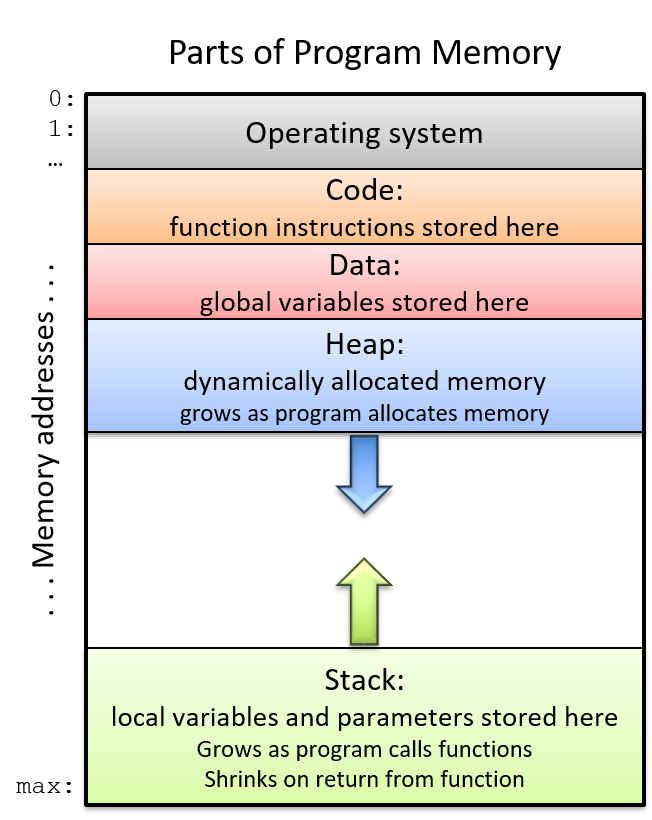 Parts of Program Memory
0:
1:
…
Operating system
Code:
function instructions stored here
Data:
global variables stored here
Heap:
dynamically allocated memory
grows as program allocates memory
. . . Memory addresses . . .
Stack:
local variables and parameters stored here
Grows as program calls functions
Shrinks on return from function
max: